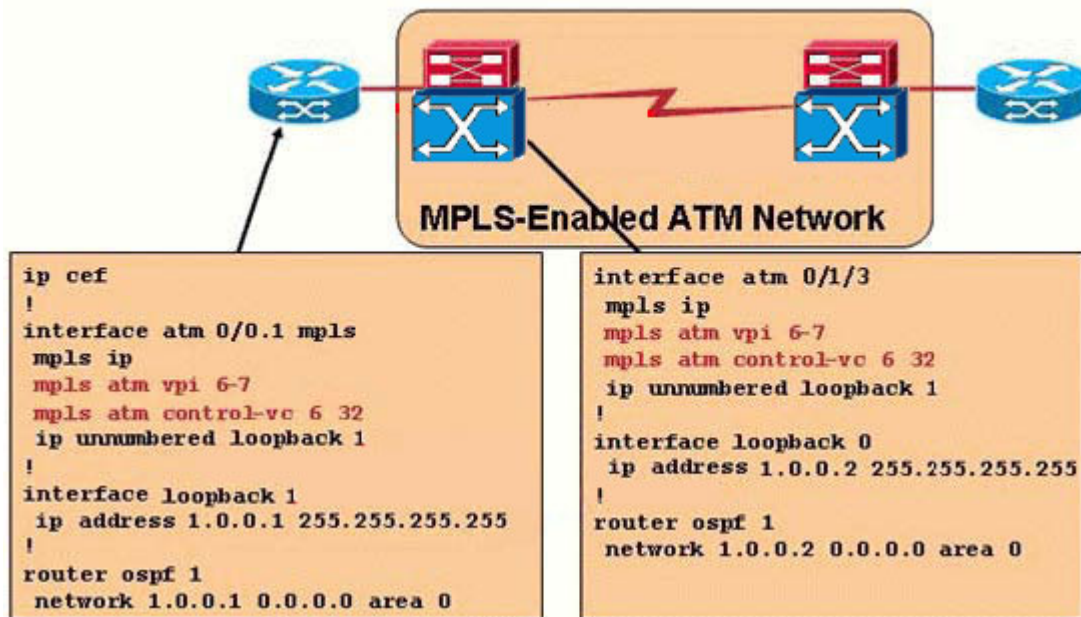 MPLS-Enabled ATM Network
ip cef
!
interface atm 0/0.1 mpls
mpls ip
mpls atm vpi 6-7
mpls atm control-vc 6 32
ip unnumbered loopback 1
!
interface loopback 1
ip address 1.0.0.1 255.255.255.255
!
router ospf 1
network 1.0.0.1 0.0.0.0 area 0
interface atm 0/1/3
mpls ip
mpls atm vpi 6-7
mpls atm control-vc 6 32
ip unnumbered loopback 1
!
interface loopback 0
ip address 1.0.0.2 255.255.255.255
!
router ospf 1
network 1.0.0.2 0.0.0.0 area 0